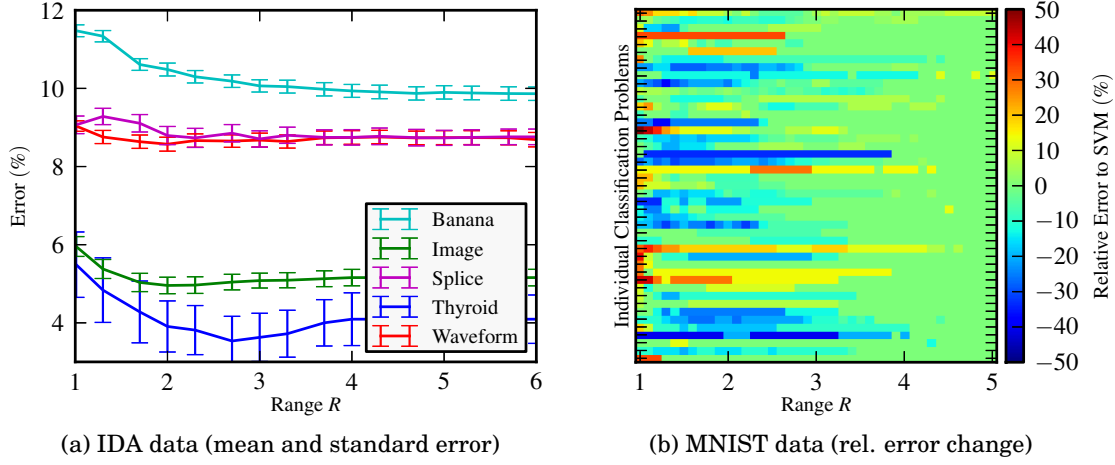 12
10
8
6
4
Error (%)
1
2
3
4
5
6
Range R
Banana
Image
Splice
Thyroid
Waveform
(a) IDA data (mean and standard error)
Individual Classification Problems
1
2
3
4
5
Range R
50
40
30
20
10
0
−10
−20
−30
−40
−50
Relative Error to SVM (%)
(b) MNIST data (rel. error change)